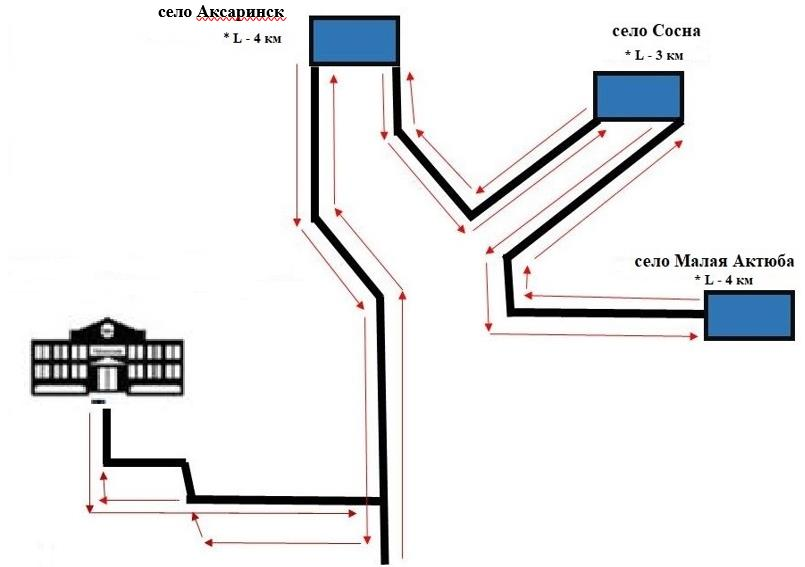 село Аксаринск
* L - 4 км
село Сосна
* L - 3 км
село Малая Актюба
* L - 4 км